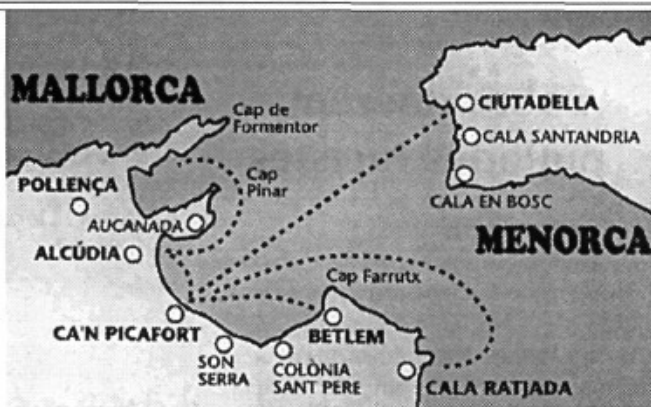 MALLORCA
Cap de
Formentor
CIUTADELLA
CALA SANTANDRIA
Cap
Pinar
POLLENÇA
CALA EN BOSC
AUCANADA
MENORCA
ALCÚDIA
Cap Farrutx
CA'N PICAFORT
BETLEM
SON
SERRA
COLÒNIA
SANT PERE
CALA RATJADA